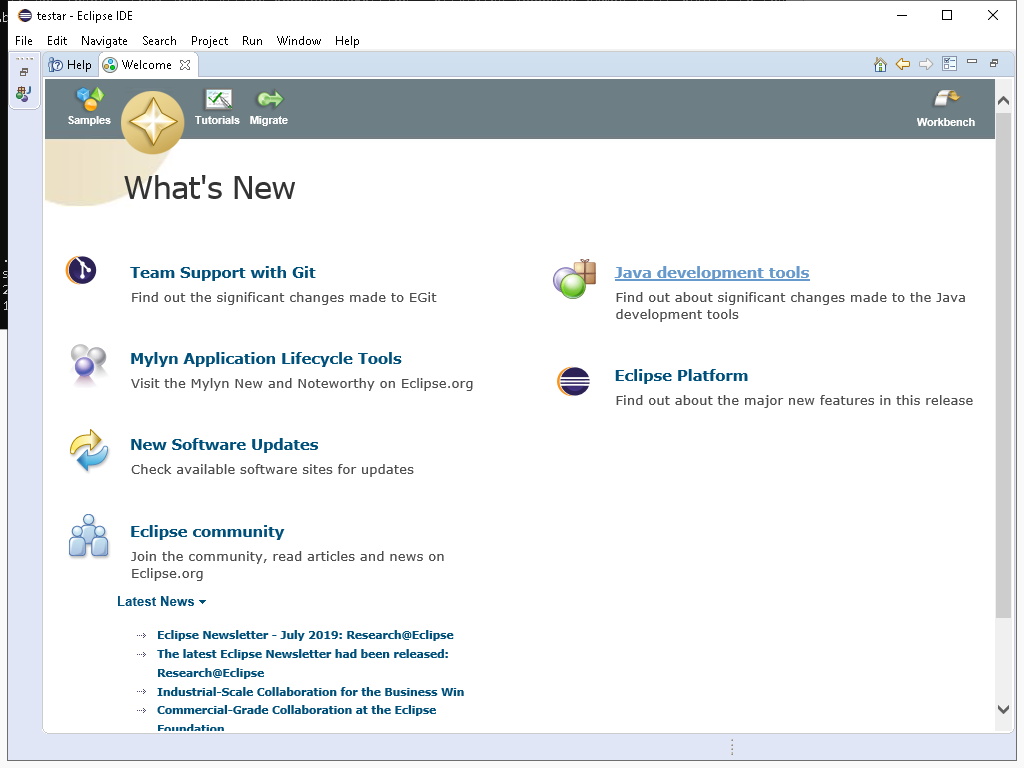 testar - Eclipse IDE
File Edit Navigate Search Project Run Window Help
Help Welcome
Samples Tutorials Migrate Workbench
What's New
Team Support with Git
Find out the significant changes made to EGit
Java development tools
Find out about significant changes made to the Java
development tools
Mylyn Application Lifecycle Tools
Visit the Mylyn New and Noteworthy on Eclipse.org
Eclipse Platform
Find out about the major new features in this release
New Software Updates
Check available software sites for updates
Eclipse community
Join the community, read articles and news on
Eclipse.org
Latest News
Eclipse Newsletter - July 2019: Research@Eclipse
The latest Eclipse Newsletter had been released:
Research@Eclipse
Industrial-Scale Collaboration for the Business Win
Commercial-Grade Collaboration at the Eclipse
Foundation